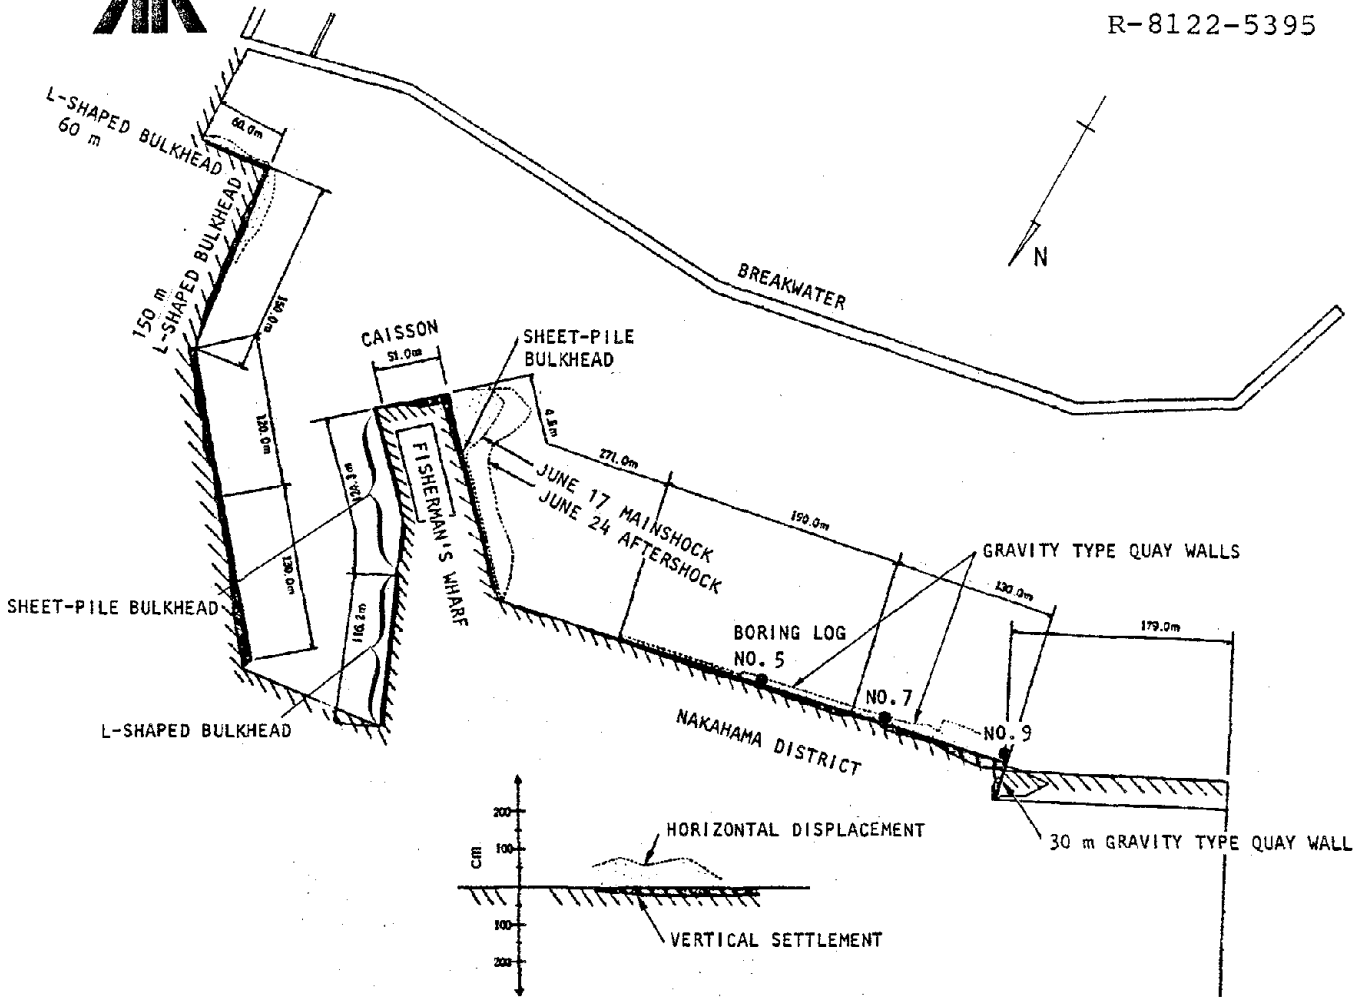 R-8122-5395
L-SHAPED BULKHEAD
60 m
60.0m
150 m
L-SHAPED BULKHEAD
150.0m
N
BREAKWATER
CAISSON
51.0m
SHEET-PILE
BULKHEAD
120.0m
FISHERMAN'S WHARF
271.0m
JUNE 17 MAINSHOCK
JUNE 24 AFTERSHOCK
190.0m
GRAVITY TYPE QUAY WALLS
130.0m
130.0m
SHEET-PILE BULKHEAD
116.2m
179.0m
BORING LOG
NO. 5
NO. 7
NO. 9
L-SHAPED BULKHEAD
NAKAHAMA DISTRICT
200
100
cm
100
200
HORIZONTAL DISPLACEMENT
30 m GRAVITY TYPE QUAY WALL
VERTICAL SETTLEMENT